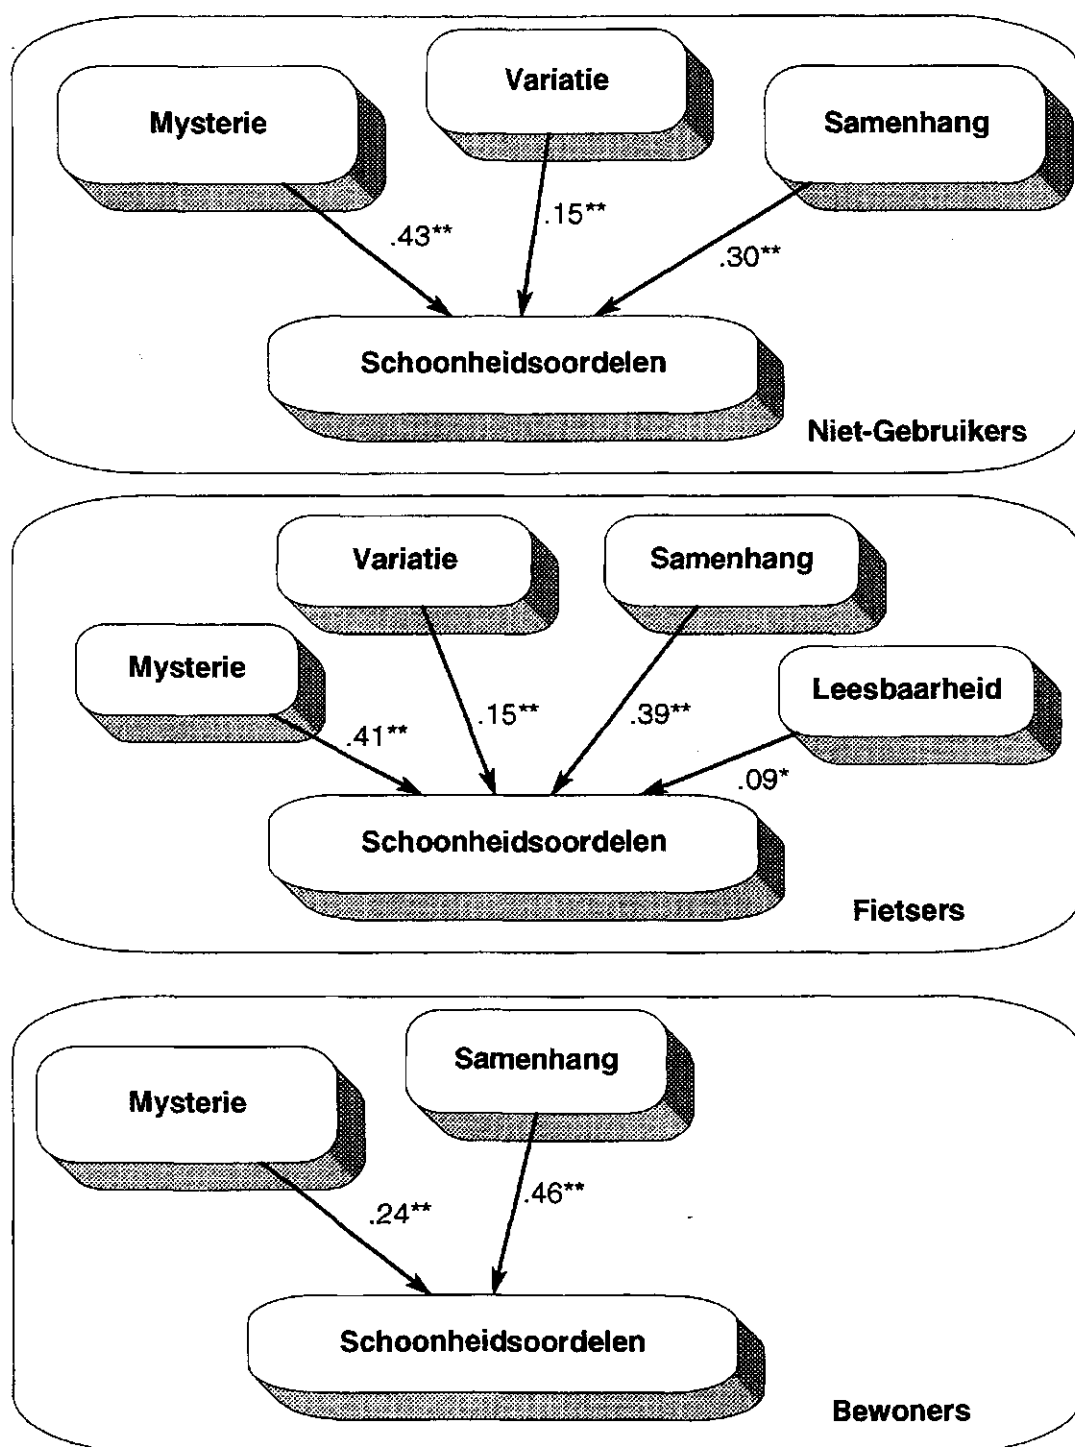 Mysterie
Variatie
Samenhang
.43**
.15**
.30**
Schoonheidsoordelen
Niet-Gebruikers
Variatie
Samenhang
Mysterie
Leesbaarheid
.41**
.15**
.39**
.09*
Schoonheidsoordelen
Fietsers
Samenhang
Mysterie
.24**
.46**
Schoonheidsoordelen
Bewoners